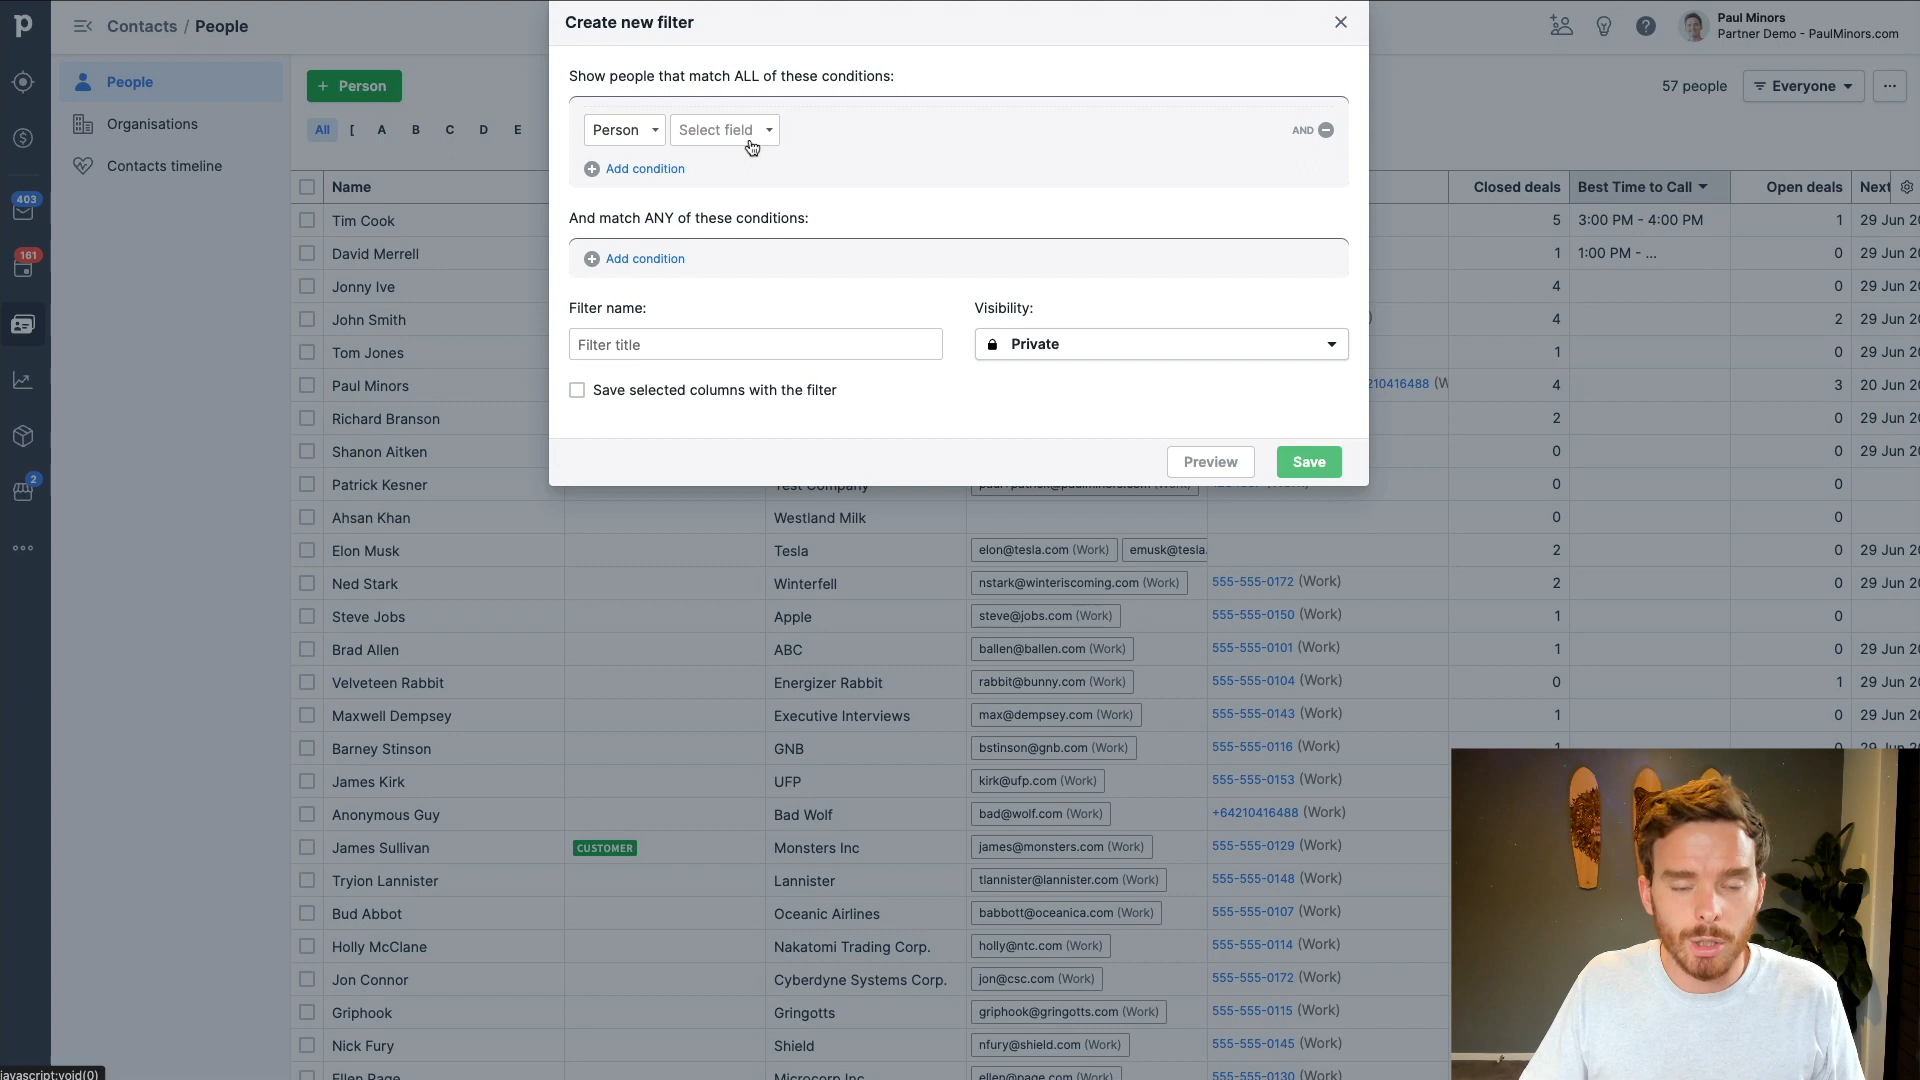 p
Contacts / People
Create new filter
Paul Minors
Partner Demo - PaulMinors.com
People
Organisations
Contacts timeline
403
161
2
+ Person
57 people
Everyone
All [ A B C D E
Show people that match ALL of these conditions:
Person
Select field
AND
Add condition
And match ANY of these conditions:
Add condition
Filter name:
Visibility:
Filter title
Private
Save selected columns with the filter
Preview
Save
Name Closed deals Best Time to Call Open deals Next
Tim Cook 5 3:00 PM - 4:00 PM 1 29 Jun 20
David Merrell 1 1:00 PM - ... 0 29 Jun 20
Jonny Ive 4 0 29 Jun 20
John Smith ) 4 2 29 Jun 20
Tom Jones 1 0 29 Jun 20
Paul Minors 210416488 (W 4 3 20 Jun 20
Richard Branson 2 0 29 Jun 20
Shanon Aitken 0 0 29 Jun 20
Patrick Kesner Test Company 0 0
Ahsan Khan Westland Milk 0 0
Elon Musk Tesla elon@tesla.com (Work) emusk@tesla. 2 0 29 Jun 20
Ned Stark Winterfell nstark@winteriscoming.com (Work) 555-555-0172 (Work) 2 0 29 Jun 20
Steve Jobs Apple steve@jobs.com (Work) 555-555-0150 (Work) 1 0
Brad Allen ABC ballen@ballen.com (Work) 555-555-0101 (Work) 1 0 29 Jun 20
Velveteen Rabbit Energizer Rabbit rabbit@bunny.com (Work) 555-555-0104 (Work) 0 1 29 Jun 20
Maxwell Dempsey Executive Interviews max@dempsey.com (Work) 555-555-0143 (Work) 1 0 29 Jun 20
Barney Stinson GNB bstinson@gnb.com (Work) 555-555-0116 (Work) 1 0 29 Jun 20
James Kirk UFP kirk@ufp.com (Work) 555-555-0153 (Work)
Anonymous Guy Bad Wolf bad@wolf.com (Work) +64210416488 (Work)
James Sullivan CUSTOMER Monsters Inc james@monsters.com (Work) 555-555-0129 (Work)
Tryion Lannister Lannister tlannister@lannister.com (Work) 555-555-0148 (Work)
Bud Abbot Oceanic Airlines babbott@oceanica.com (Work) 555-555-0107 (Work)
Holly McClane Nakatomi Trading Corp. holly@ntc.com (Work) 555-555-0114 (Work)
Jon Connor Cyberdyne Systems Corp. jon@csc.com (Work) 555-555-0172 (Work)
Griphook Gringotts griphook@gringotts.com (Work) 555-555-0115 (Work)
Nick Fury Shield nfury@shield.com (Work) 555-555-0145 (Work)
Ellen Page Microcorp Inc ellen@page.com (Work) 555-555-0130 (Work)
javascript:void(0)